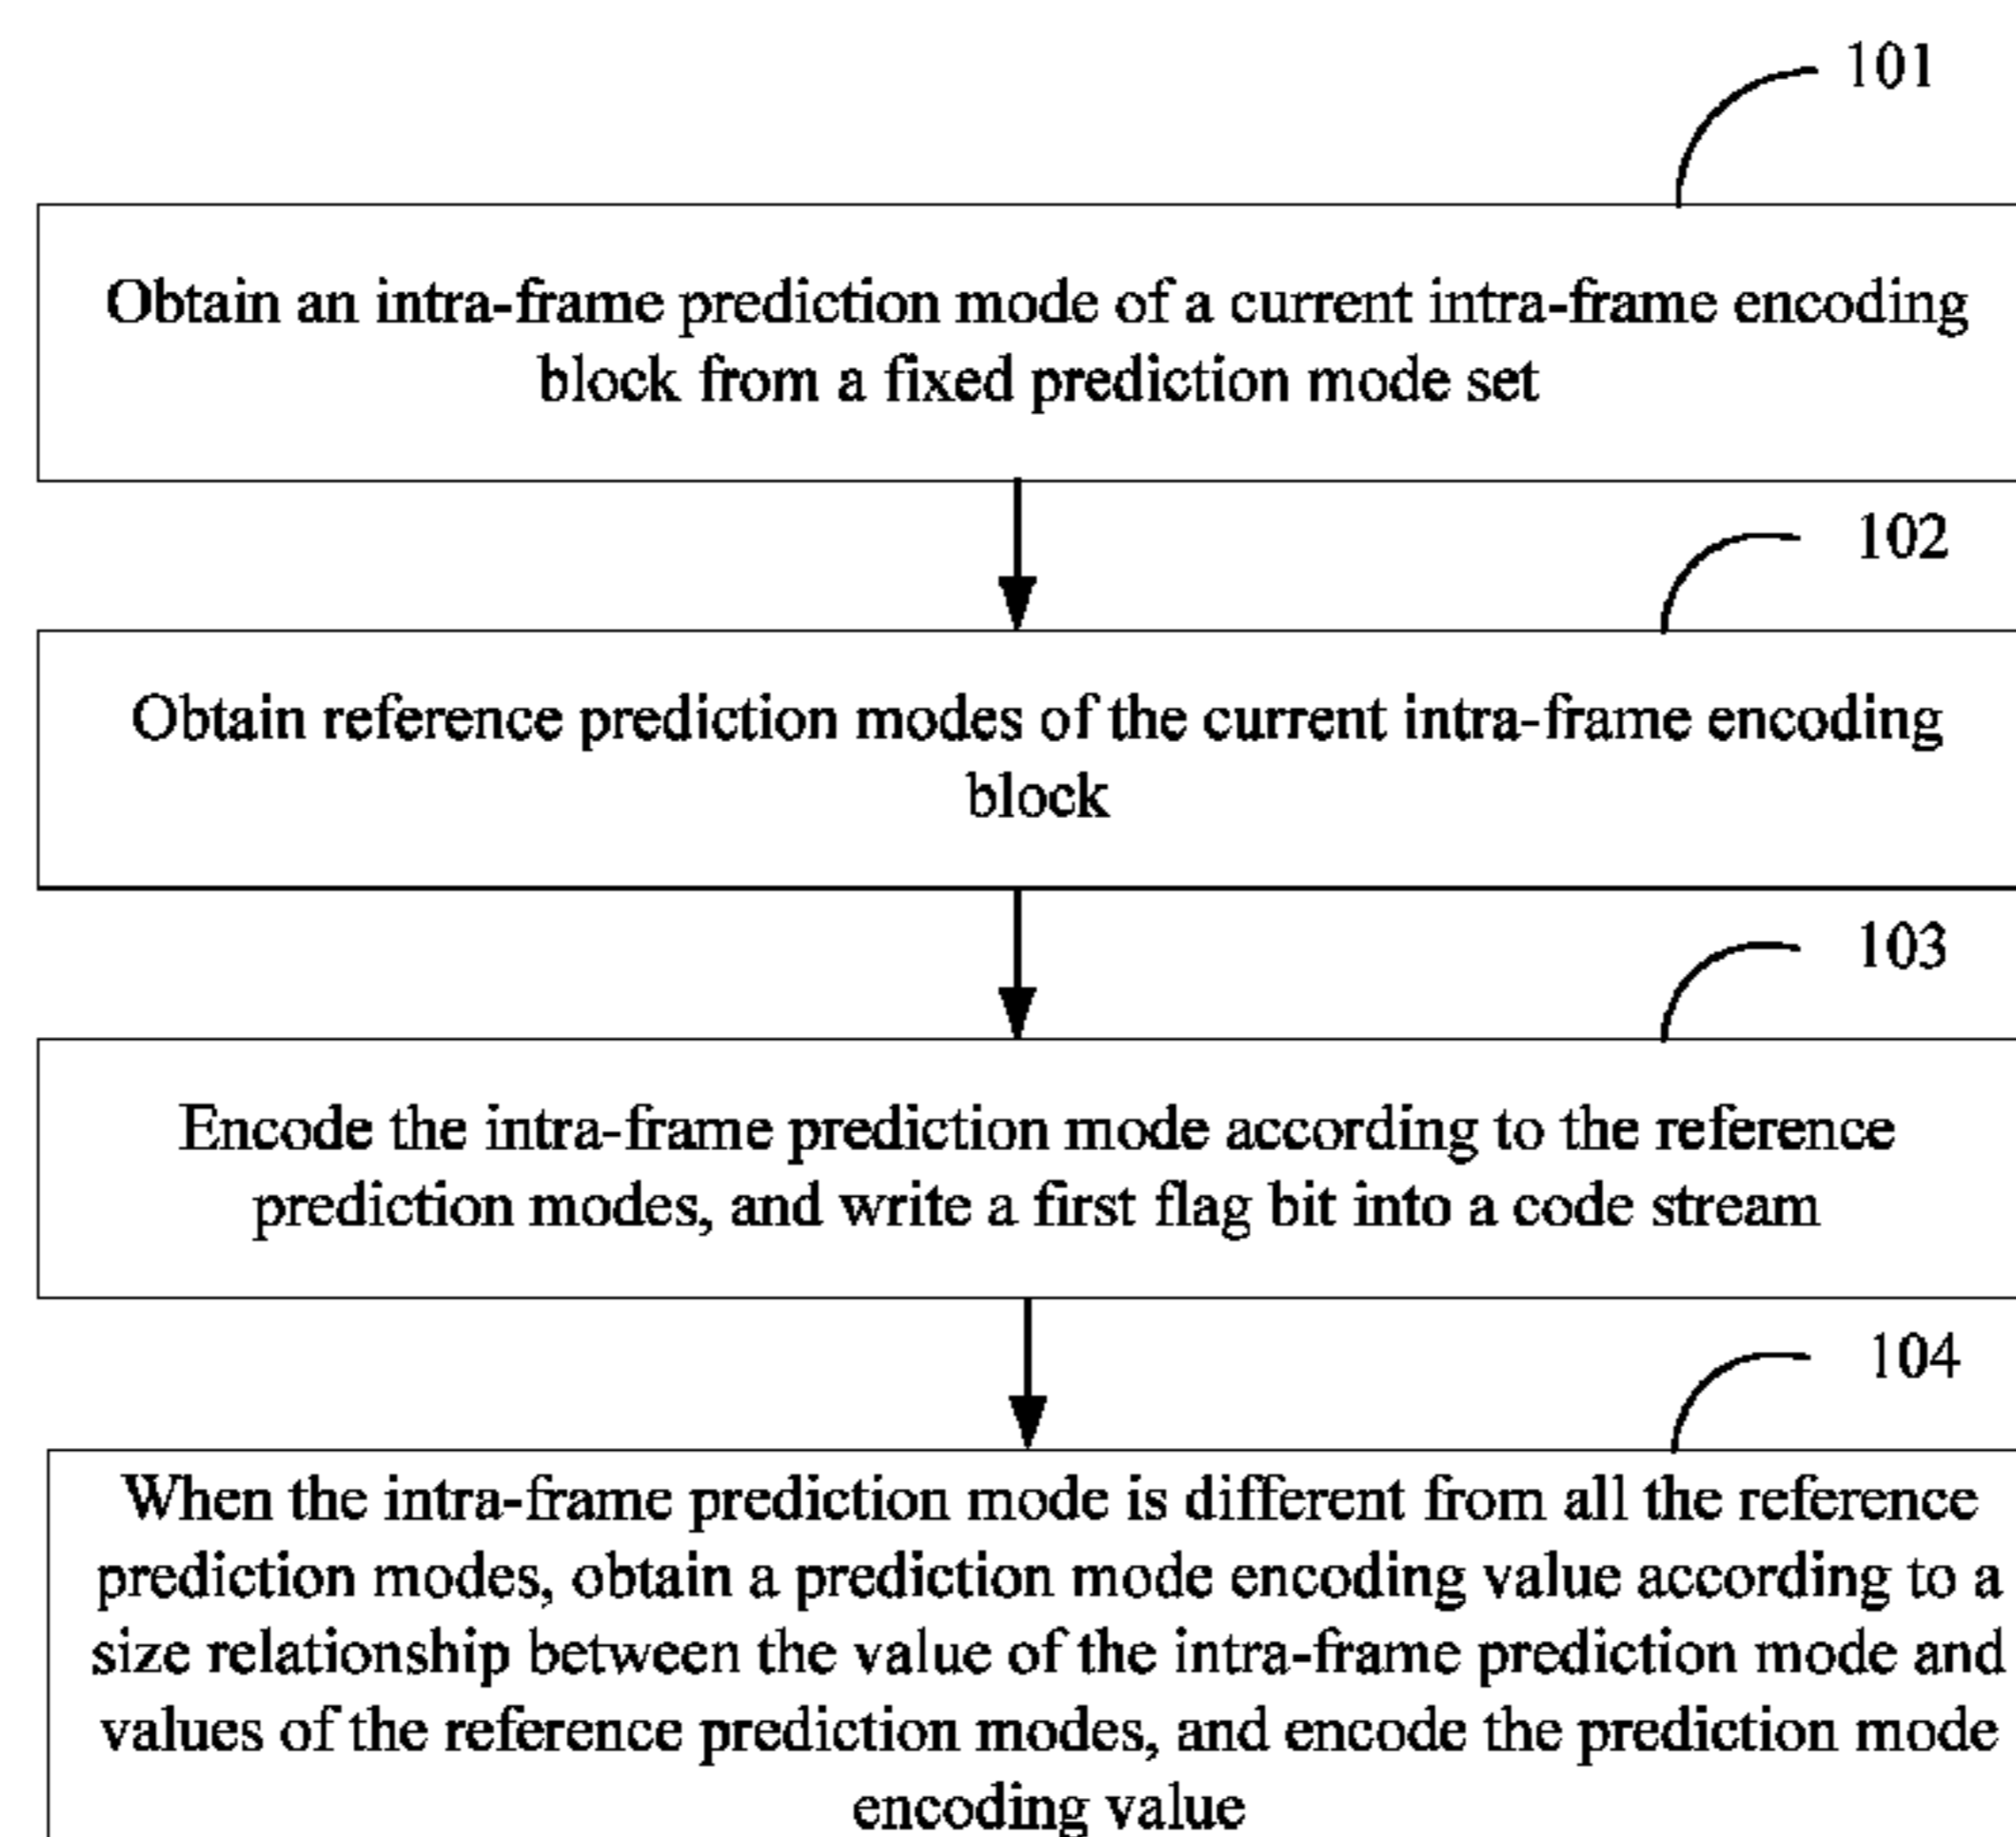 101
Obtain an intra-frame prediction mode of a current intra-frame encoding
block from a fixed prediction mode set
102
Obtain reference prediction modes of the current intra-frame encoding
block
103
Encode the intra-frame prediction mode according to the reference
prediction modes, and write a first flag bit into a code stream
104
When the intra-frame prediction mode is different from all the reference
prediction modes, obtain a prediction mode encoding value according to a
size relationship between the value of the intra-frame prediction mode and
values of the reference prediction modes, and encode the prediction mode
encoding value